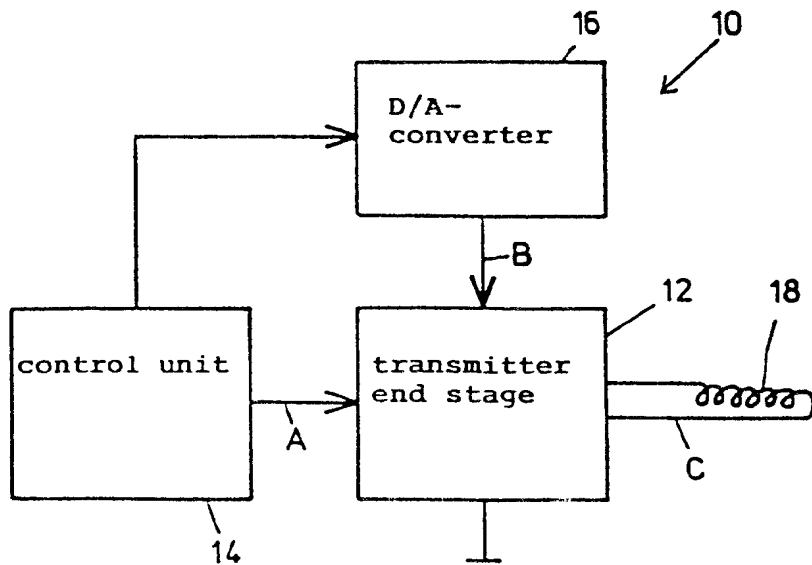 16
10
D/A-
converter
B
12
18
control unit
transmitter
end stage
A
C
14